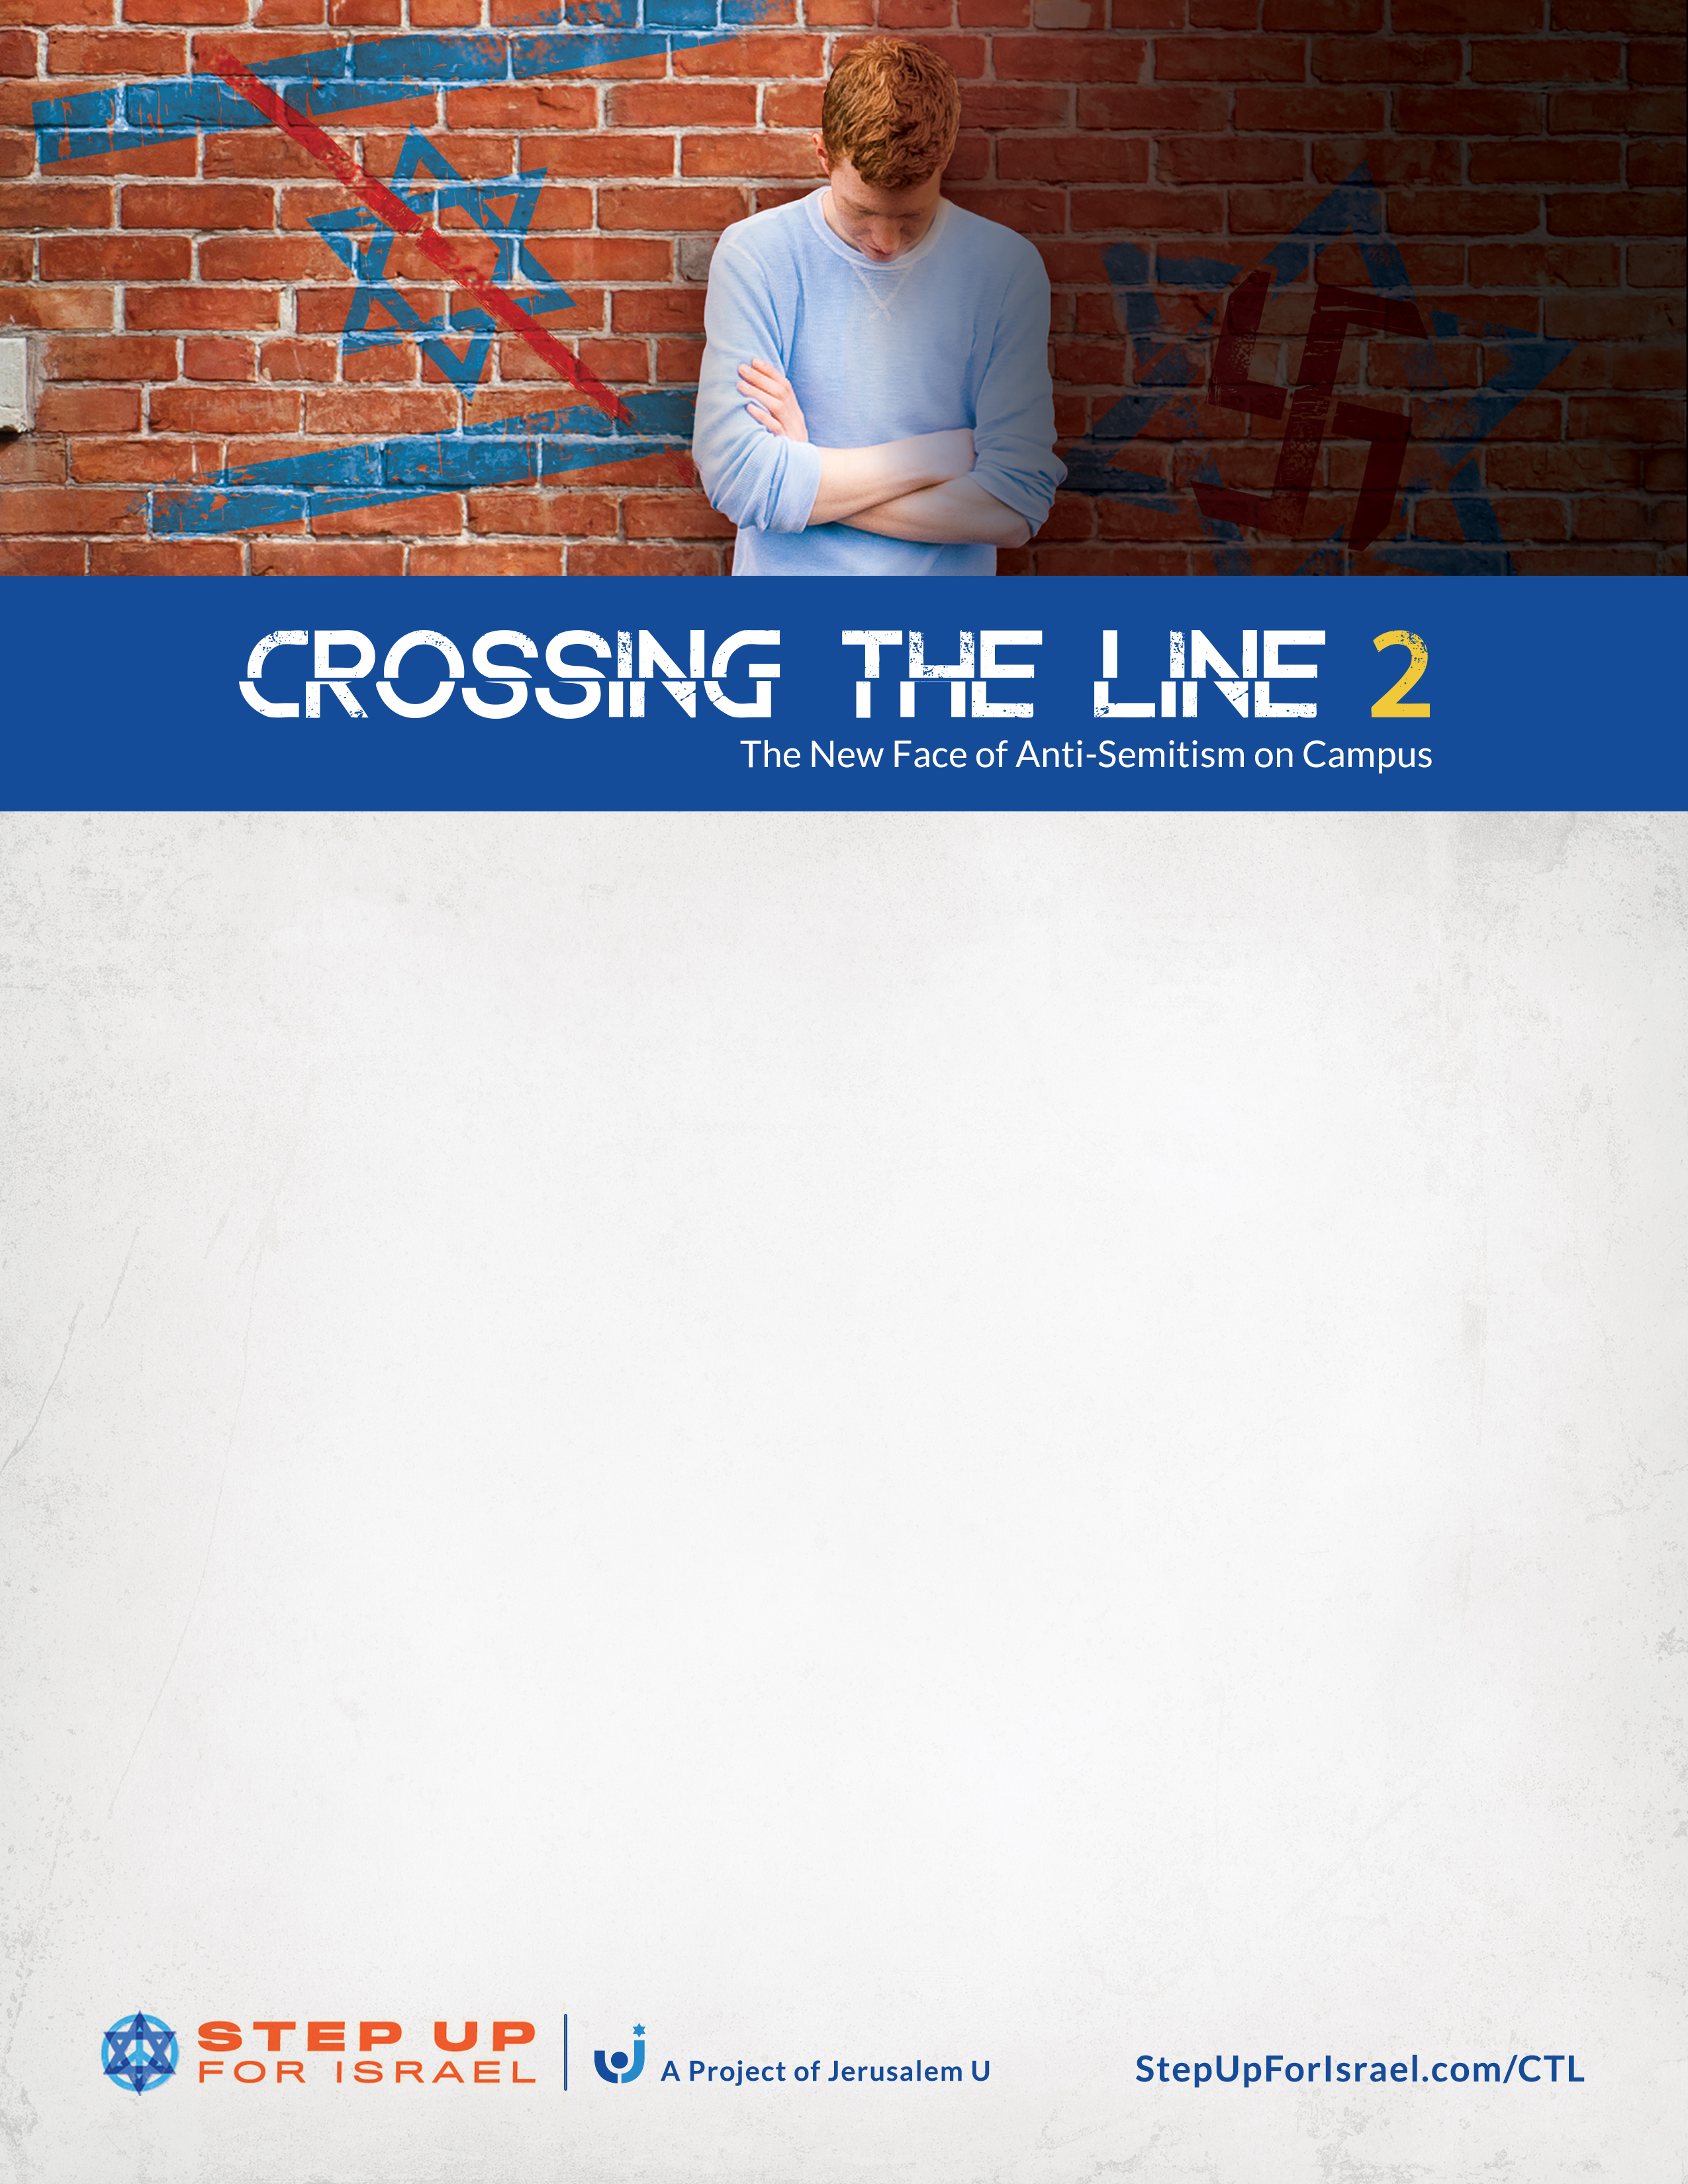 CROSSING THE LINE 2
The New Face of Anti-Semitism on Campus
STEP UP
FOR ISRAEL
A Project of Jerusalem U
StepUpForIsrael.com/CTL